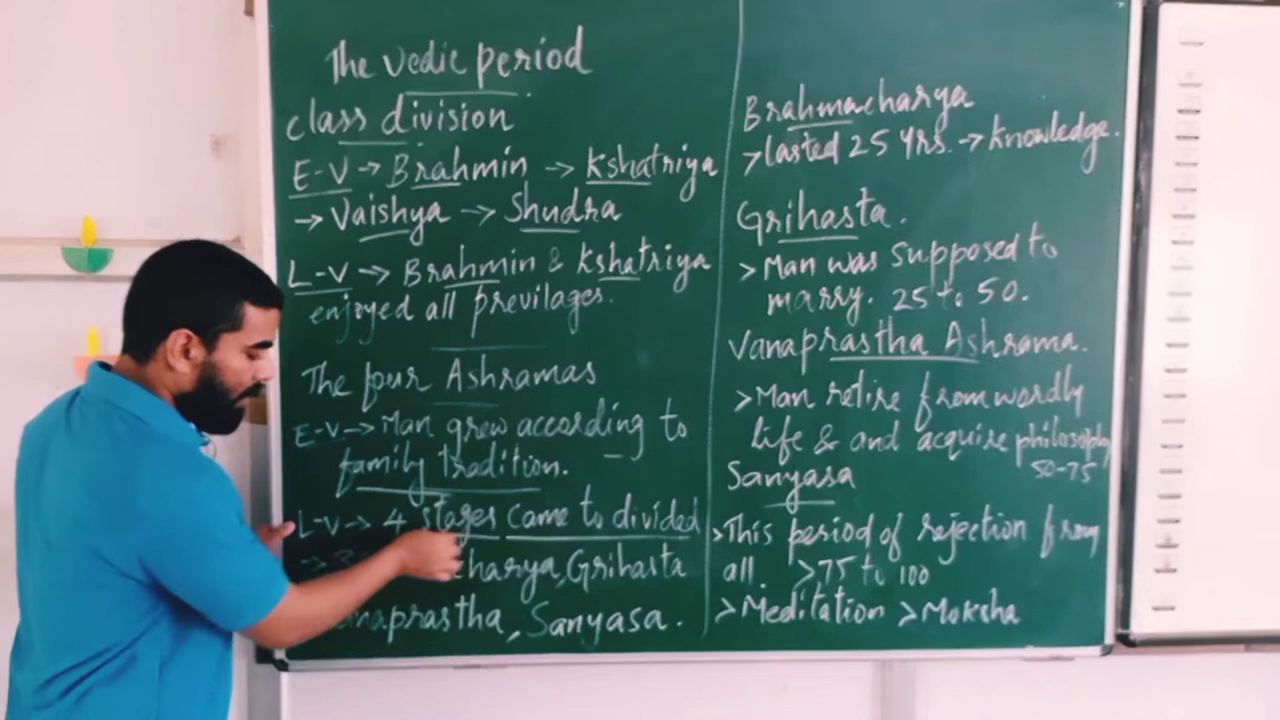 The Vedic period
class division
E-V → Brahmin → Kshatriya
→ Vaishya → Shudra
L-V → Brahmin & Kshatriya
enjoyed all previlages.
The four Ashramas
E-V → Man grew according to
family tradition.
L-V → 4 stages came to divided
charya, Grihasta
naprastha, Sanyasa.
Brahmacharya
> lasted 25 yrs. → knowledge.
Grihasta.
> Man was supposed to
marry. 25 to 50.
Vanaprastha Ashrama.
> Man retire from wordly
life & and acquire philosophy
50-75
Sanyasa
> This period of rejection from
all. > 75 to 100
> Meditation > Moksha